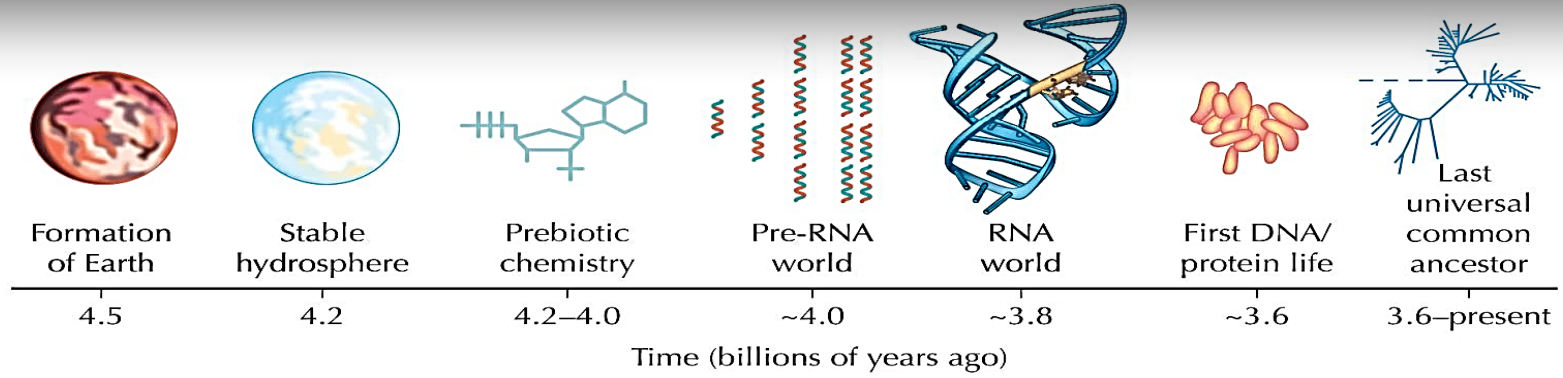 Formation
of Earth
Stable
hydrosphere
Prebiotic
chemistry
Pre-RNA
world
RNA
world
First DNA/
protein life
Last
universal
common
ancestor
4.5
4.2
4.2–4.0
~4.0
~3.8
~3.6
3.6–present
Time (billions of years ago)